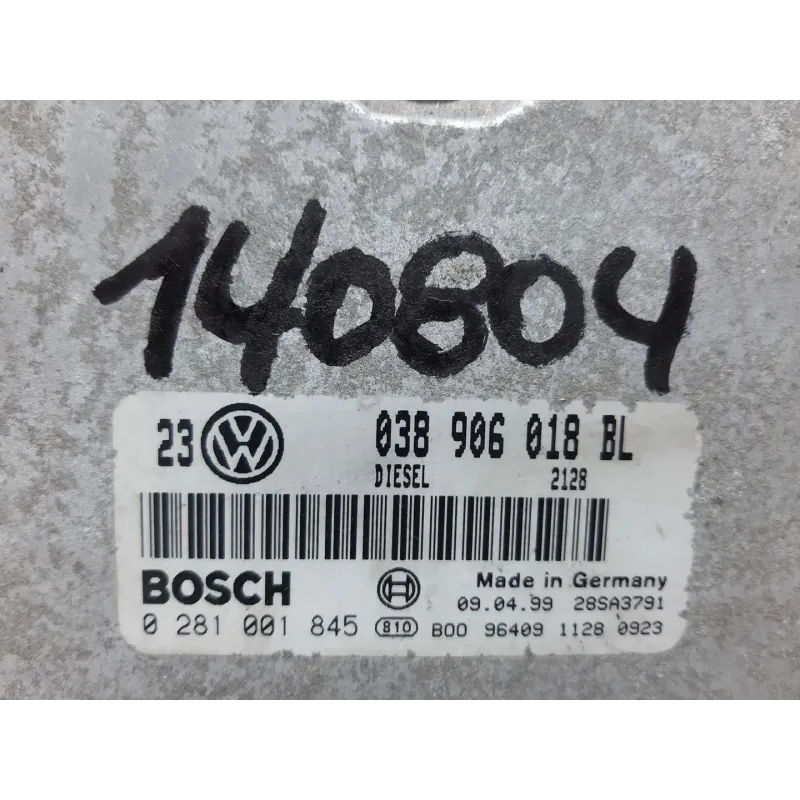 140804
23 VW 038 906 018 BL
DIESEL 2128
BOSCH Made in Germany
09.04.99 28SA3791
0 281 001 845 810 B00 96409 1128 0923